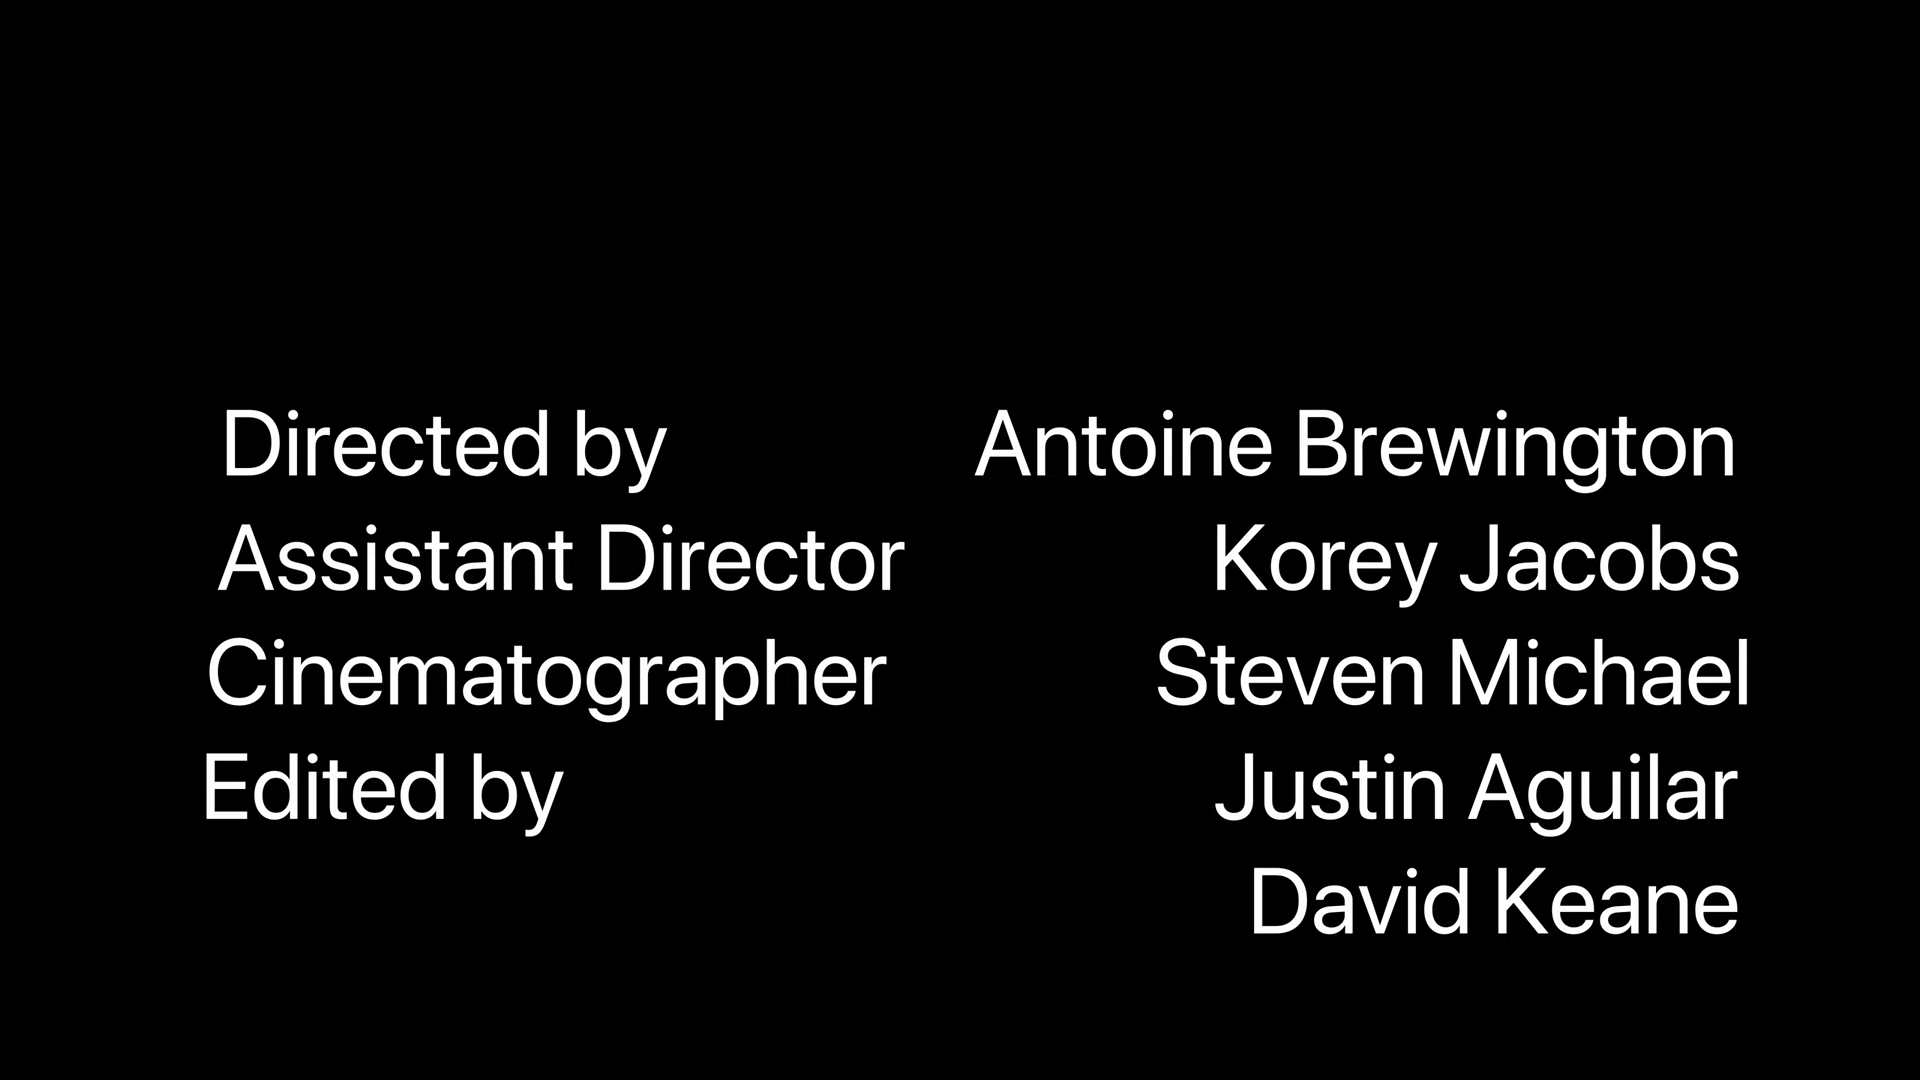 Directed by Antoine Brewington
Assistant Director Korey Jacobs
Cinematographer Steven Michael
Edited by Justin Aguilar
David Keane